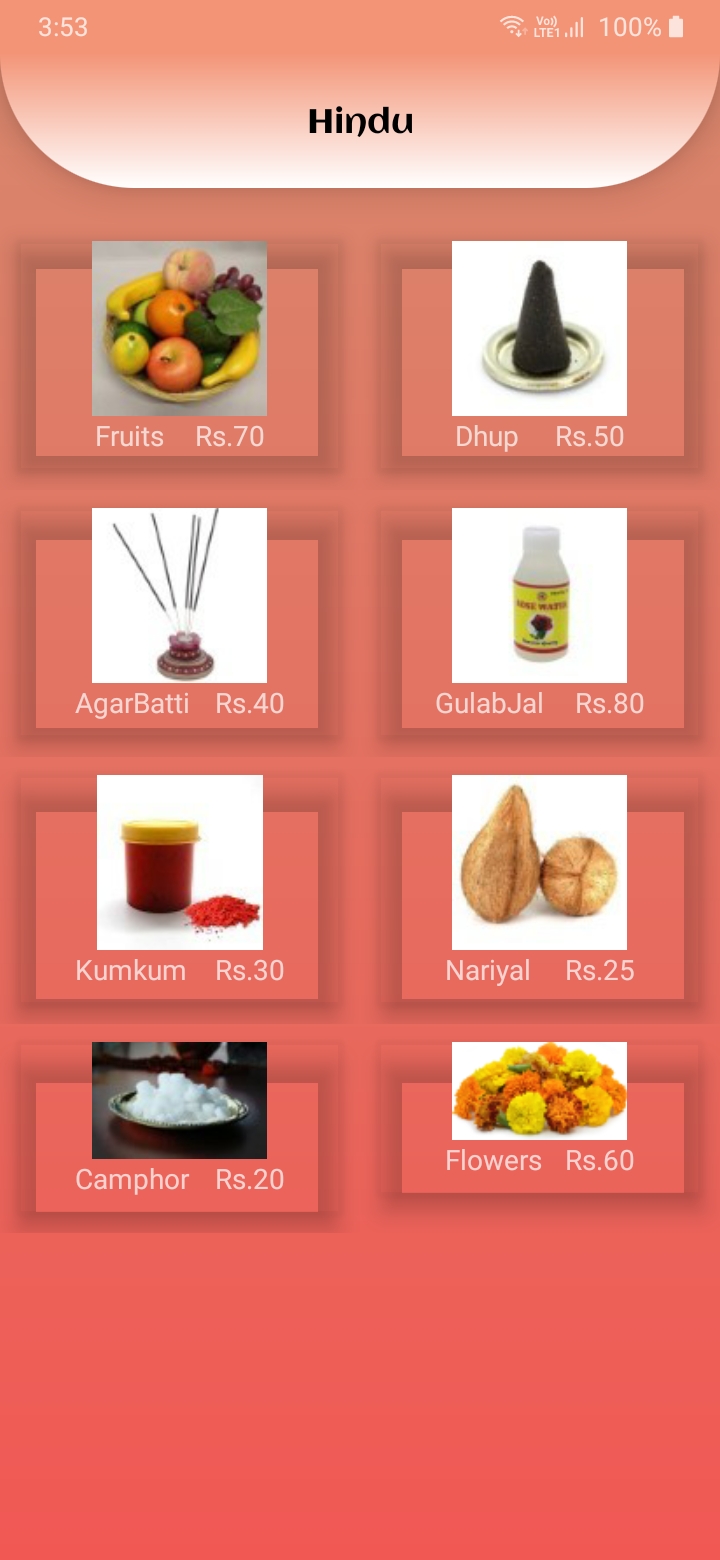 3:53 Vo)) LTE1 100%
Hindu
Fruits Rs.70 Dhup Rs.50
ROSE WATER
AgarBatti Rs.40 GulabJal Rs.80
Kumkum Rs.30 Nariyal Rs.25
Camphor Rs.20 Flowers Rs.60